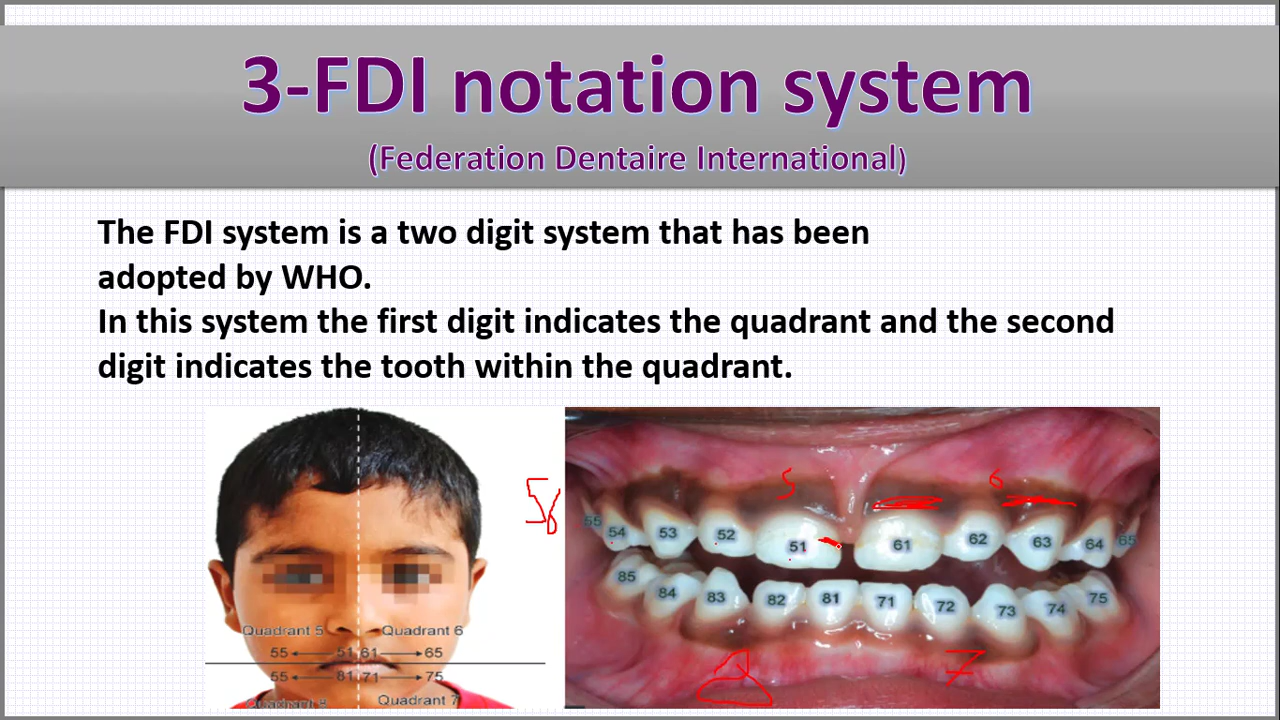 3-FDI notation system
(Federation Dentaire International)
The FDI system is a two digit system that has been
adopted by WHO.
In this system the first digit indicates the quadrant and the second
digit indicates the tooth within the quadrant.
Quadrant 5 Quadrant 6
55 51 61 65
55 81 71 75
Quadrant 8 Quadrant 7
5 6
55 54 53 52 51 61 62 63 64 65
85 84 83 82 81 71 72 73 74 75
7